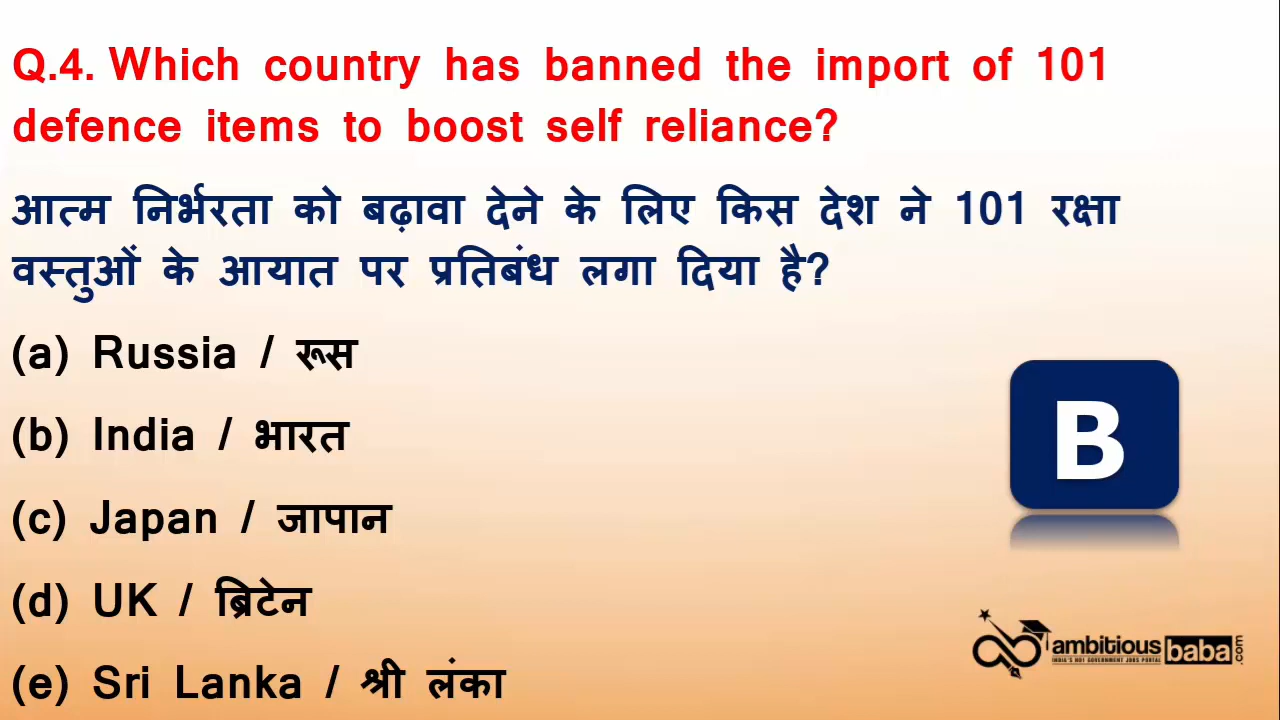 Q.4. Which country has banned the import of 101
defence items to boost self reliance?
आत्म निर्भरता को बढ़ावा देने के लिए किस देश ने 101 रक्षा
वस्तुओं के आयात पर प्रतिबंध लगा दिया है?
(a) Russia / रूस
(b) India / भारत
(c) Japan / जापान
(d) UK / ब्रिटेन
(e) Sri Lanka / श्री लंका
B
ambitiousbaba.com
INDIA'S HOT GOVERNMENT JOBS PORTAL